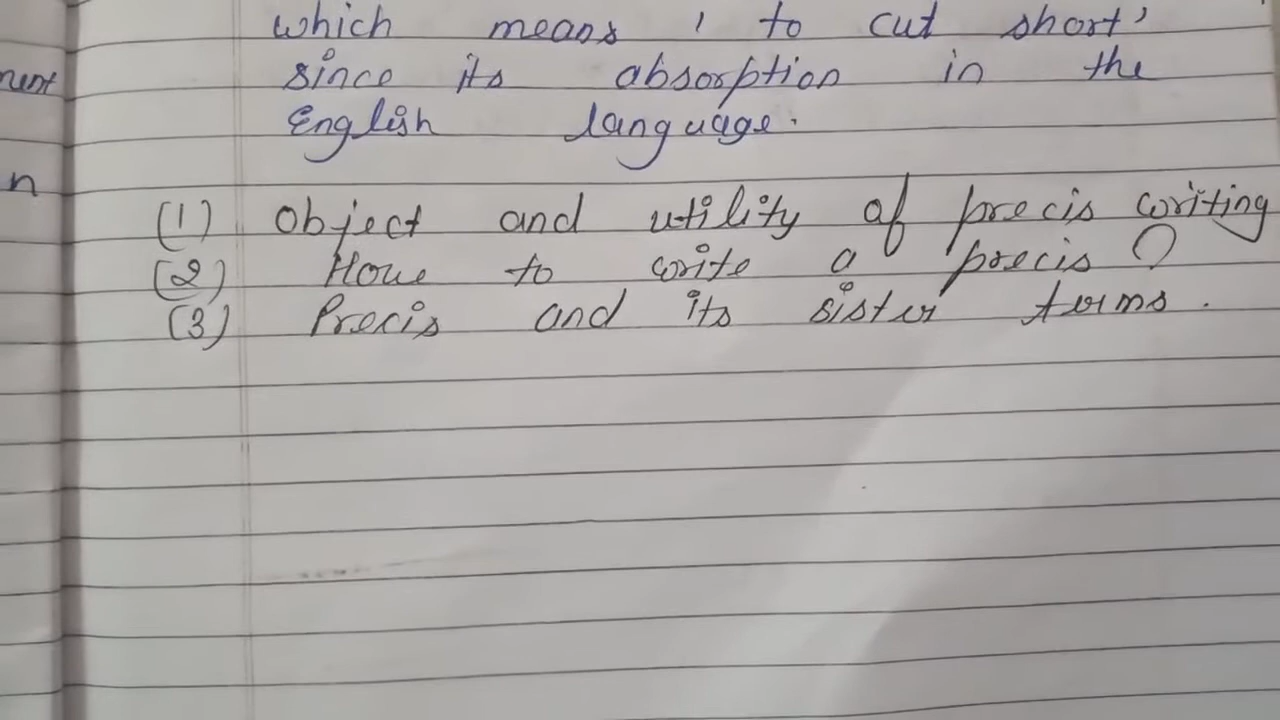 which means ' to cut short'
since its absorption in the
English language.
(1) Object and utility of precis writing
(2) How to write a precis ?
(3) Precis and its sister terms.
n